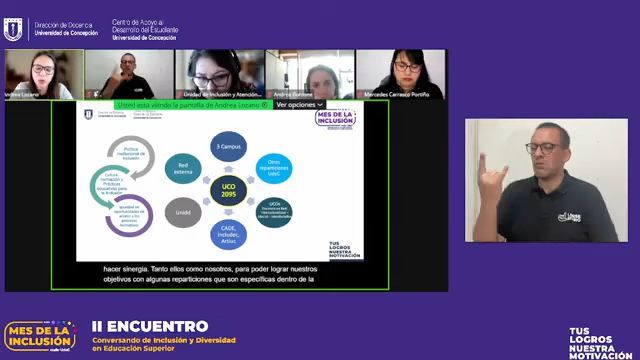 Dirección de Docencia
Universidad de Concepción
Centro de Apoyo al
Desarrollo del Estudiante
Universidad de Concepción
Andrea Lozano
Unidad de Inclusión y Atención...
Mercedes Carrasco Portiño
Usted está viendo la pantalla de Andrea Lozano
Ver opciones
MES DE LA
INCLUSIÓN
Política
institucional de
Inclusión
Cultura,
Formación y
Prácticas
educativas para
la Inclusión
Igualdad de
oportunidades de
acceso a los
procesos
formativos
3 Campus
Red
externa
Otras
reparticiones
UdeC
UCO
2095
Unidd
UCOs
CADE,
Incluidec,
Artiuc
TUS
LOGROS
NUESTRA
MOTIVACIÓN
hacer sinergia. Tanto ellos como nosotros, para poder lograr nuestros
objetivos con algunas reparticiones que son específicas dentro de la
MES DE LA
INCLUSIÓN
II ENCUENTRO
Conversando de Inclusión y Diversidad
en Educación Superior
TUS
LOGROS
NUESTRA
MOTIVACIÓN